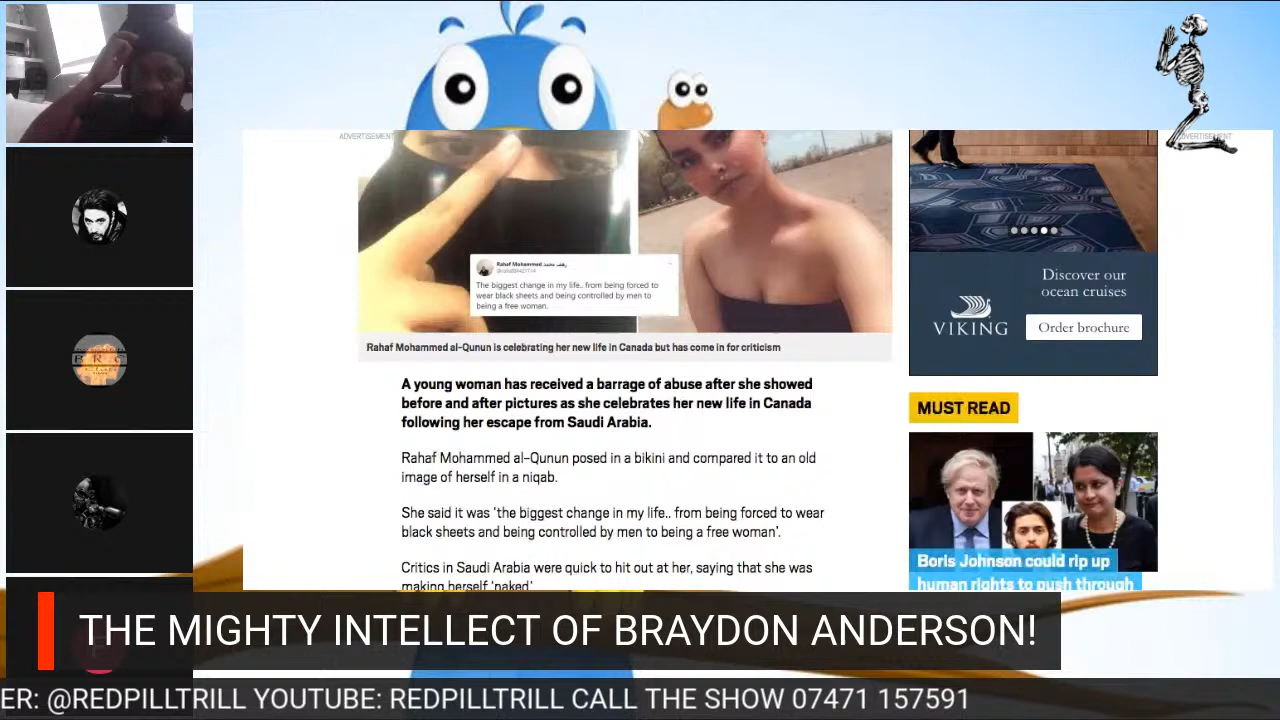 ADVERTISEMENT
ADVERTISEMENT
Rahaf Mohammed رهف محمد
The biggest change in my life.. from being forced to
wear black sheets and being controlled by men to
being a free woman.
Rahaf Mohammed al-Qunun is celebrating her new life in Canada but has come in for criticism
A young woman has received a barrage of abuse after she showed
before and after pictures as she celebrates her new life in Canada
following her escape from Saudi Arabia.
Rahaf Mohammed al-Qunun posed in a bikini and compared it to an old
image of herself in a niqab.
She said it was ‘the biggest change in my life.. from being forced to wear
black sheets and being controlled by men to being a free woman’.
Critics in Saudi Arabia were quick to hit out at her, saying that she was
making herself ‘naked’
Discover our
ocean cruises
VIKING
Order brochure
MUST READ
Boris Johnson could rip up
human rights to push through
THE MIGHTY INTELLECT OF BRAYDON ANDERSON!
ER: @REDPILLTRILL YOUTUBE: REDPILLTRILL CALL THE SHOW 07471 157591